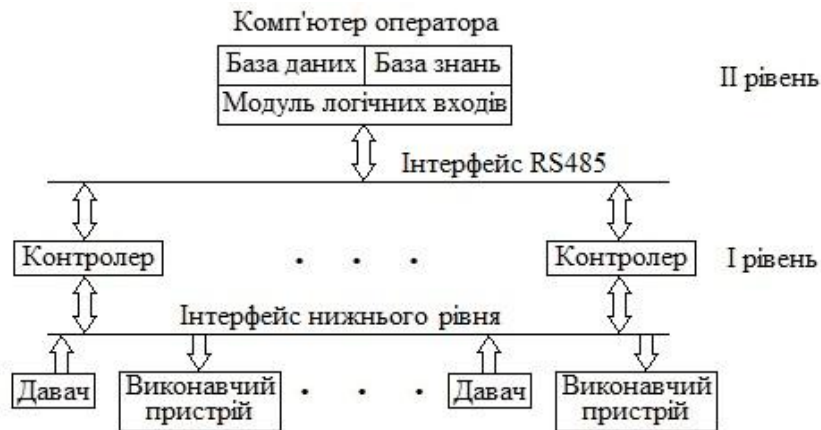 Комп'ютер оператора
База даних База знань
Модуль логічних входів
II рівень
Інтерфейс RS485
Контролер . . . Контролер
I рівень
Інтерфейс нижнього рівня
Давач Виконавчий пристрій . . . Давач Виконавчий пристрій